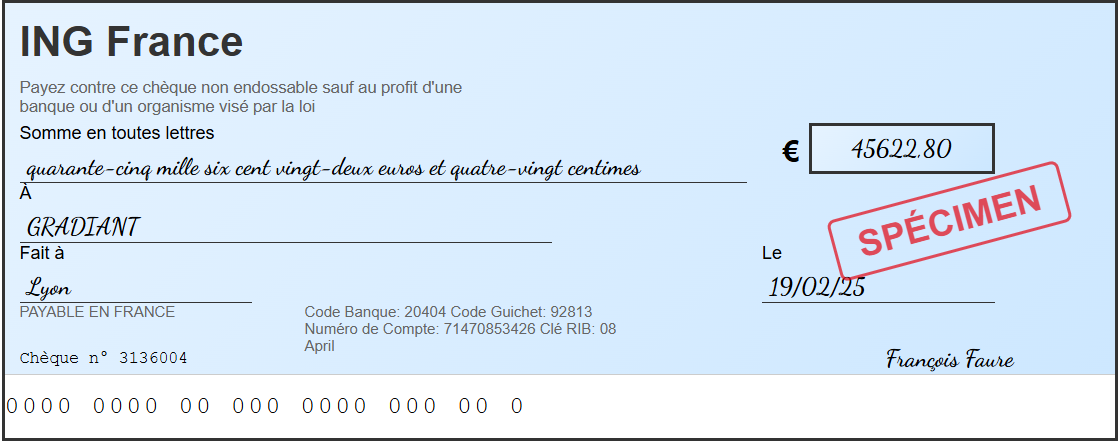 ING France
Payez contre ce chèque non endossable sauf au profit d'une
banque ou d'un organisme visé par la loi
Somme en toutes lettres
quarante-cinq mille six cent vingt-deux euros et quatre-vingt centimes
€ 45622.80
À
GRADIANT
SPÉCIMEN
Fait à
Le
Lyon
19/02/25
PAYABLE EN FRANCE
Code Banque: 20404 Code Guichet: 92813
Numéro de Compte: 71470853426 Clé RIB: 08
April
Chèque n° 3136004
François Faure
0000 0000 00 000 0000 000 00 0